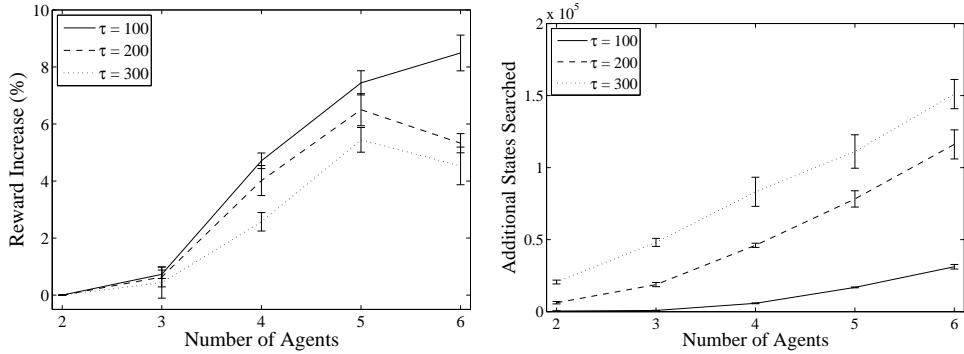 10
8
6
4
2
0
Reward Increase (%)
τ = 100
τ = 200
τ = 300
2 3 4 5 6
Number of Agents
x 10^5
2
1.5
1
0.5
0
Additional States Searched
τ = 100
τ = 200
τ = 300
2 3 4 5 6
Number of Agents